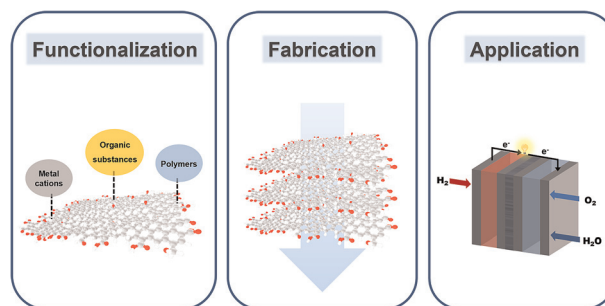 Functionalization
Metal
cations
Organic
substances
Polymers
Fabrication
Application
e⁻
e⁻
H₂
O₂
H₂O